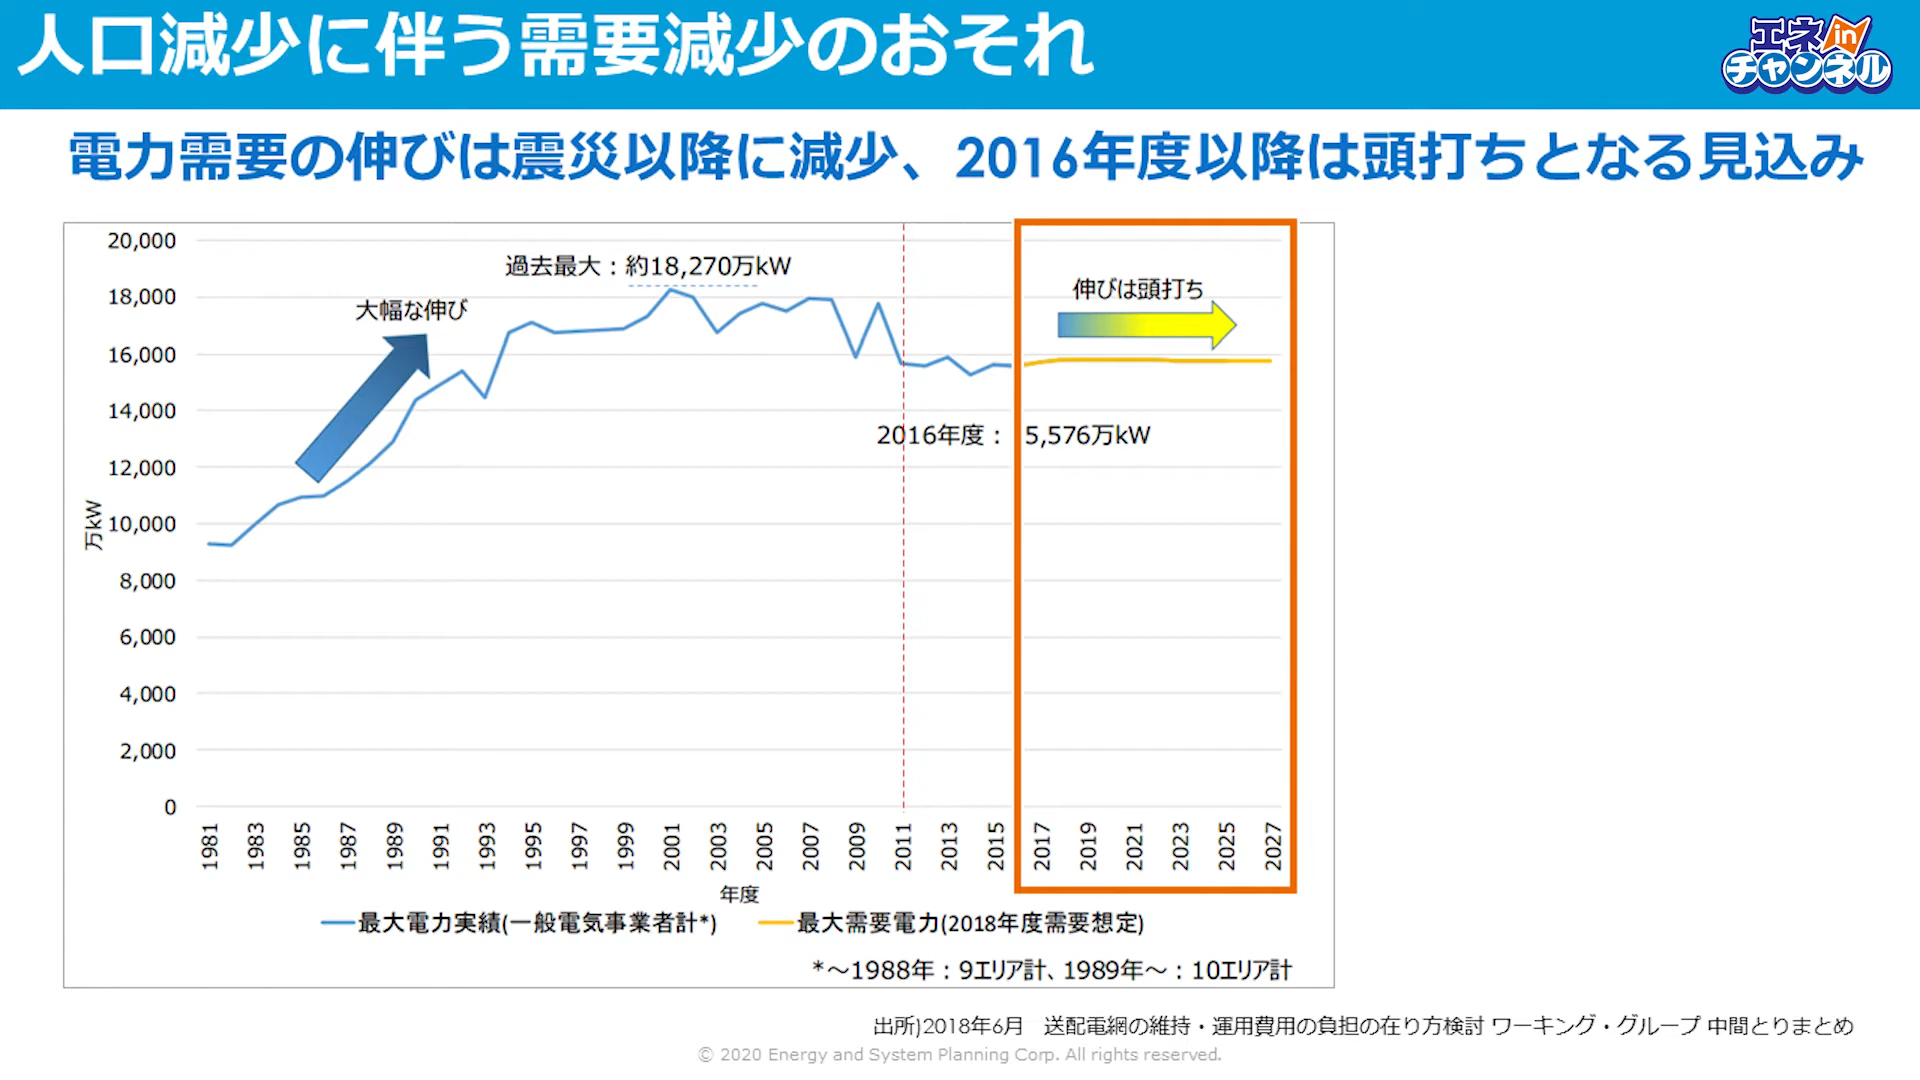 人口減少に伴う需要減少のおそれ
エネinチャンネル
電力需要の伸びは震災以降に減少、2016年度以降は頭打ちとなる見込み
20,000
18,000
16,000
14,000
12,000
10,000
8,000
6,000
4,000
2,000
0
万kW
過去最大：約18,270万kW
大幅な伸び
伸びは頭打ち
2016年度： 5,576万kW
1981 1983 1985 1987 1989 1991 1993 1995 1997 1999 2001 2003 2005 2007 2009 2011 2013 2015 2017 2019 2021 2023 2025 2027
年度
最大電力実績(一般電気事業者計*) 最大需要電力(2018年度需要想定)
*～1988年：9エリア計、1989年～：10エリア計
出所)2018年6月　送配電網の維持・運用費用の負担の在り方検討 ワーキング・グループ 中間とりまとめ
© 2020 Energy and System Planning Corp. All rights reserved.